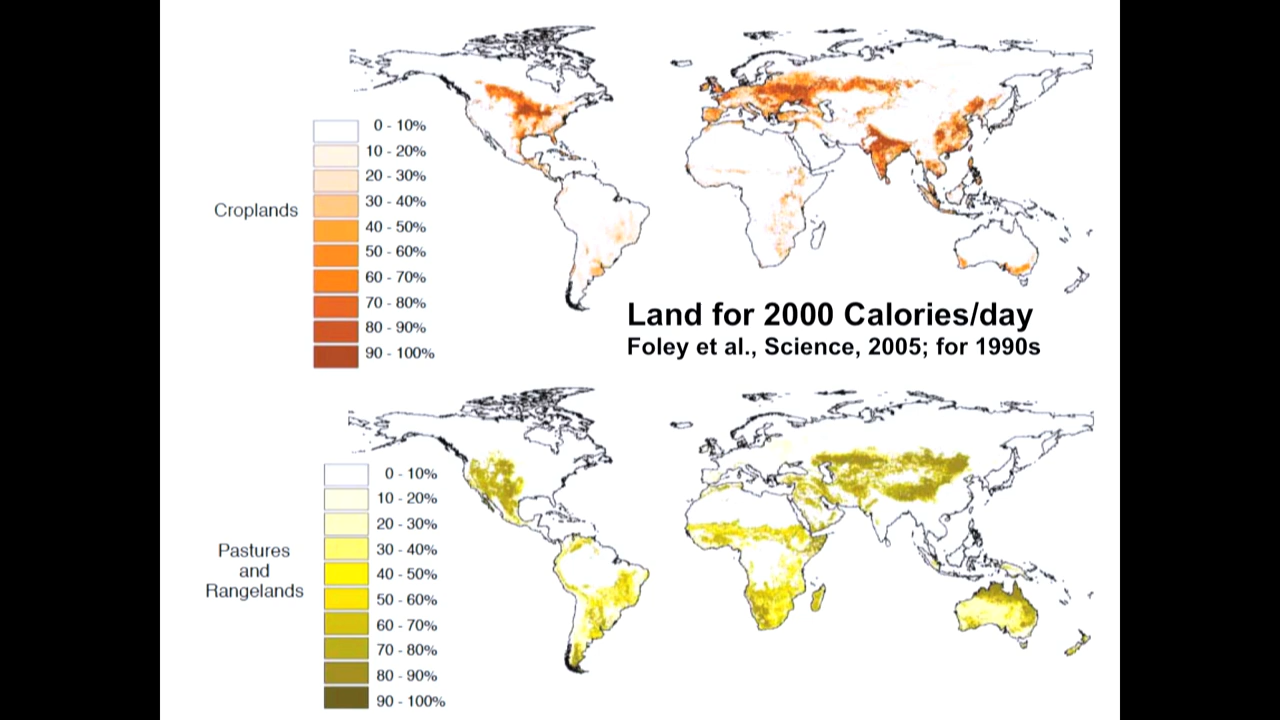 Croplands
0 - 10%
10 - 20%
20 - 30%
30 - 40%
40 - 50%
50 - 60%
60 - 70%
70 - 80%
80 - 90%
90 - 100%
Land for 2000 Calories/day
Foley et al., Science, 2005; for 1990s
Pastures
and
Rangelands
0 - 10%
10 - 20%
20 - 30%
30 - 40%
40 - 50%
50 - 60%
60 - 70%
70 - 80%
80 - 90%
90 - 100%